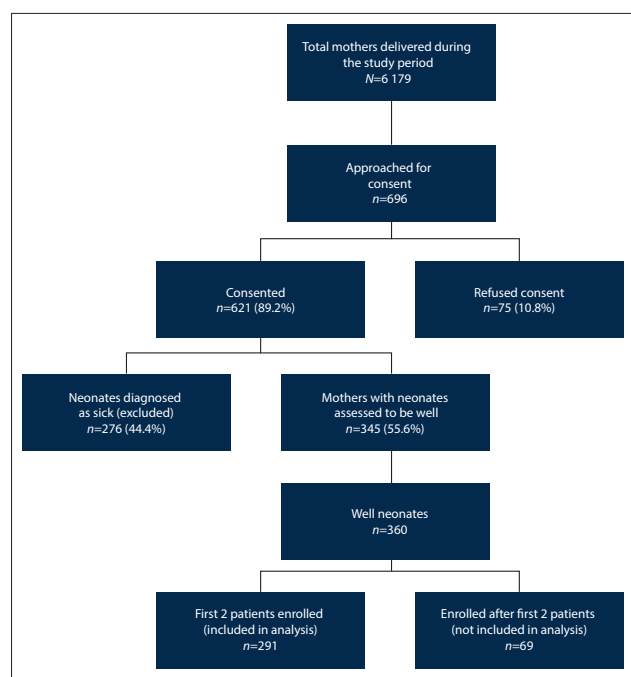 Total mothers delivered during
the study period
N=6 179
Approached for
consent
n=696
Consented
n=621 (89.2%)
Refused consent
n=75 (10.8%)
Neonates diagnosed
as sick (excluded)
n=276 (44.4%)
Mothers with neonates
assessed to be well
n=345 (55.6%)
Well neonates
n=360
First 2 patients enrolled
(included in analysis)
n=291
Enrolled after first 2 patients
(not included in analysis)
n=69